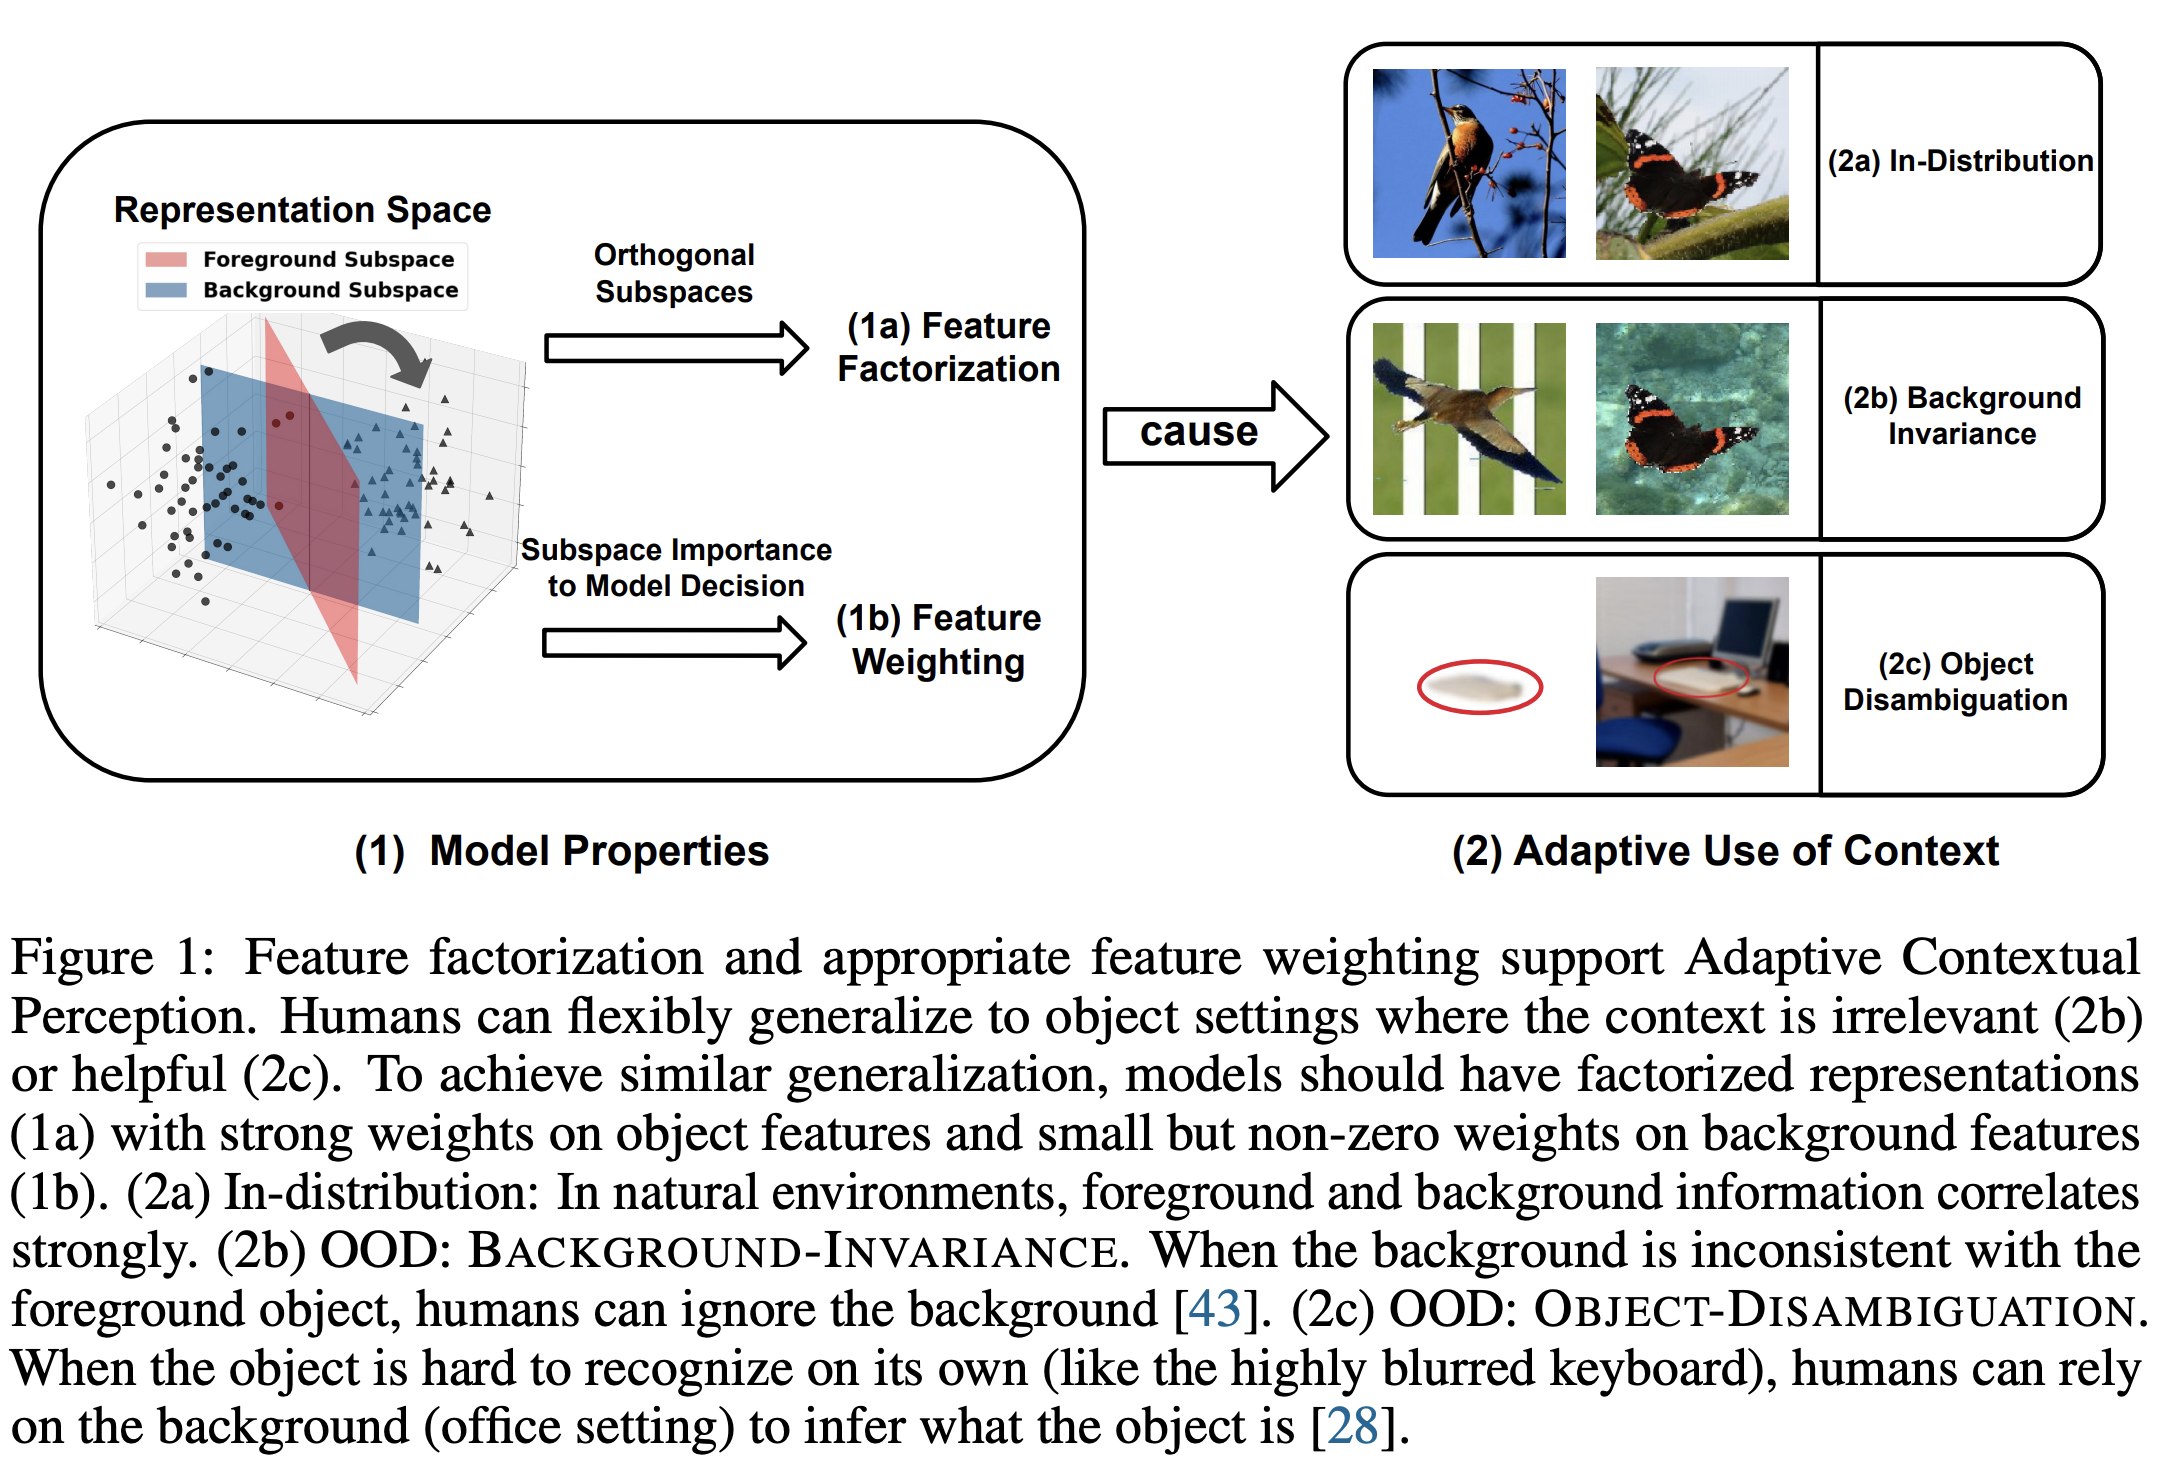 Representation Space
Foreground Subspace
Background Subspace
Orthogonal
Subspaces
(1a) Feature
Factorization
Subspace Importance
to Model Decision
(1b) Feature
Weighting
(1) Model Properties
cause
(2a) In-Distribution
(2b) Background
Invariance
(2c) Object
Disambiguation
(2) Adaptive Use of Context
Figure 1: Feature factorization and appropriate feature weighting support Adaptive Contextual
Perception. Humans can flexibly generalize to object settings where the context is irrelevant (2b)
or helpful (2c). To achieve similar generalization, models should have factorized representations
(1a) with strong weights on object features and small but non-zero weights on background features
(1b). (2a) In-distribution: In natural environments, foreground and background information correlates
strongly. (2b) OOD: BACKGROUND-INVARIANCE. When the background is inconsistent with the
foreground object, humans can ignore the background [43]. (2c) OOD: OBJECT-DISAMBIGUATION.
When the object is hard to recognize on its own (like the highly blurred keyboard), humans can rely
on the background (office setting) to infer what the object is [28].